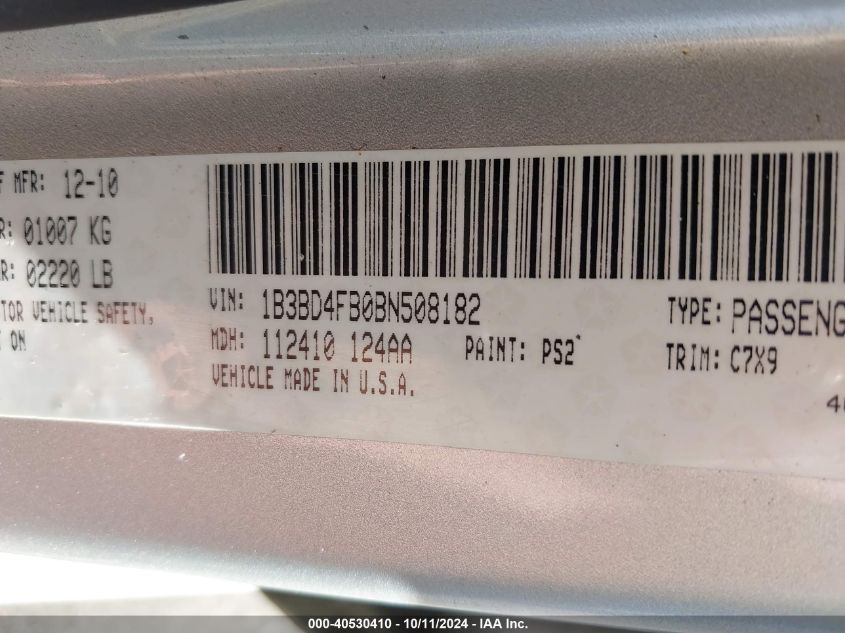 F MFR: 12-10
R: 01007 KG
R: 02220 LB
TOR VEHICLE SAFETY,
ON
VIN: 1B3BD4FB0BN508182
MDH: 112410 124AA
VEHICLE MADE IN U.S.A.
PAINT: PS2
TYPE: PASSENG
TRIM: C7X9
000-40530410 - 10/11/2024 - IAA Inc.